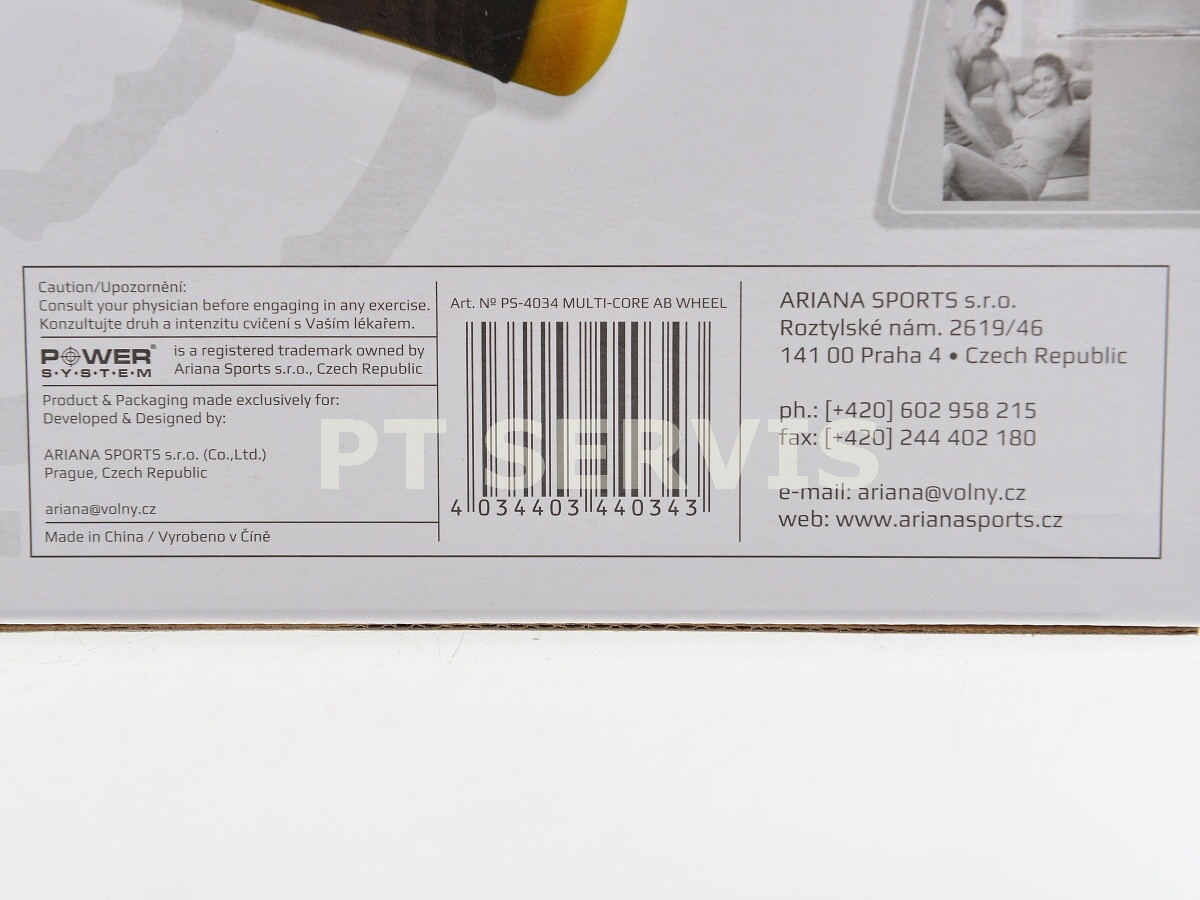 Caution/Upozornění:
Consult your physician before engaging in any exercise.
Konzultujte druh a intenzitu cvičení s Vaším lékařem.
POWER®
S·Y·S·T·E·M
is a registered trademark owned by
Ariana Sports s.r.o., Czech Republic
Product & Packaging made exclusively for:
Developed & Designed by:
ARIANA SPORTS s.r.o. (Co.,Ltd.)
Prague, Czech Republic
ariana@volny.cz
Made in China / Vyrobeno v Číně
Art. Nº PS-4034 MULTI-CORE AB WHEEL
4 034403 440343
ARIANA SPORTS s.r.o.
Roztylské nám. 2619/46
141 00 Praha 4 • Czech Republic
ph.: [+420] 602 958 215
fax: [+420] 244 402 180
e-mail: ariana@volny.cz
web: www.arianasports.cz
PT SERVIS